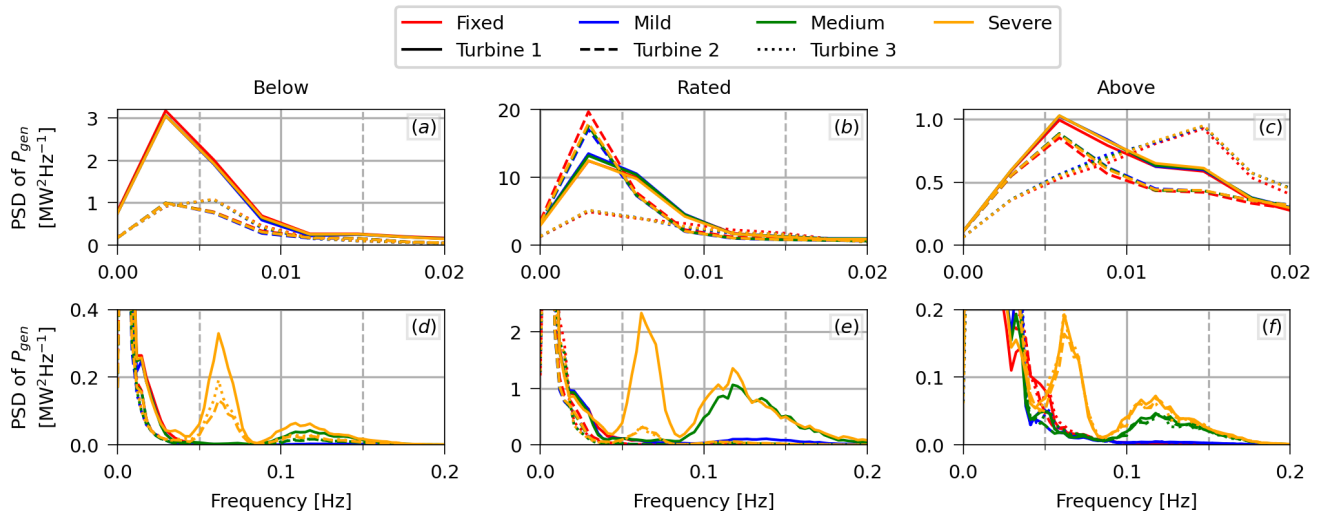 Fixed Mild Medium Severe
Turbine 1 Turbine 2 Turbine 3
Below Rated Above
PSD of P_gen
[MW²Hz⁻¹]
3
2
1
0
(a)
0.00 0.01 0.02
20
10
0
(b)
0.00 0.01 0.02
1.0
0.5
0.0
(c)
0.00 0.01 0.02
PSD of P_gen
[MW²Hz⁻¹]
0.4
0.2
0.0
(d)
0.0 0.1 0.2
Frequency [Hz]
2
1
0
(e)
0.0 0.1 0.2
Frequency [Hz]
0.2
0.1
0.0
(f)
0.0 0.1 0.2
Frequency [Hz]